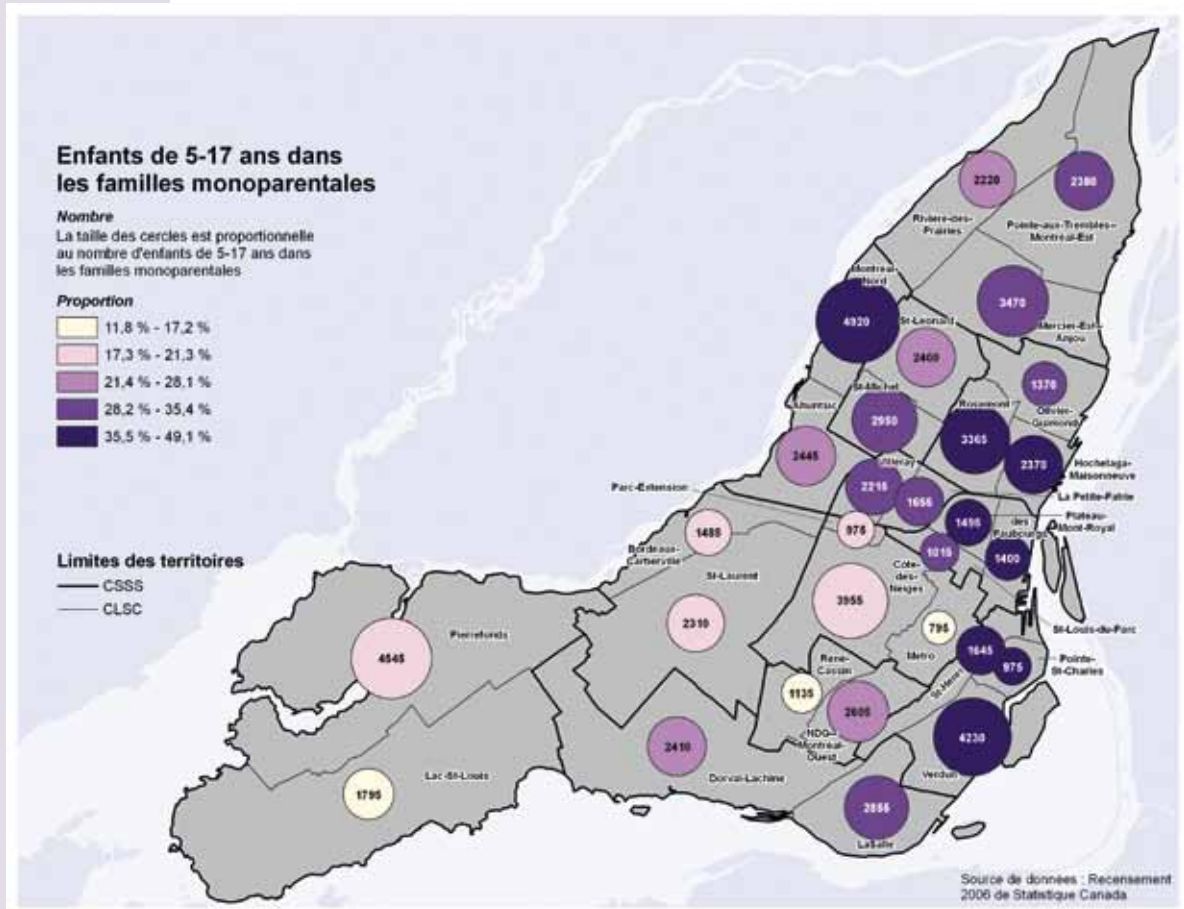 Enfants de 5-17 ans dans
les familles monoparentales
Nombre
La taille des cercles est proportionnelle
au nombre d'enfants de 5-17 ans dans
les familles monoparentales
Proportion
11,8 % - 17,2 %
17,3 % - 21,3 %
21,4 % - 28,1 %
28,2 % - 35,4 %
35,5 % - 49,1 %
Limites des territoires
CSSS
CLSC
2220
2380
Rivière-des-
Prairies
Pointe-aux-Trembles–
Montréal-Est
Montréal-
Nord
4920
3470
Mercier-Est–
Anjou
St-Léonard
2400
St-Michel
2950
1370
Olivier-
Guimond
Rosemont
3365
Ahuntsic
2445
2370
Hochelaga-
Maisonneuve
Villeray
2215
1655
La Petite-Patrie
Parc-Extension
975
1495
Plateau-
Mont-Royal
des
Faubourgs
1400
1015
1485
Bordeaux-
Cartierville
St-Laurent
2310
Côte-
des-
Neiges
3955
795
Métro
St-Louis-du-Parc
Pierrefonds
4545
René-
Cassin
1135
1645
St-Henri
975
Pointe-
St-Charles
2605
NDG–
Montréal-
Ouest
4230
Verdun
2410
Dorval-Lachine
Lac-St-Louis
1795
2855
LaSalle
Source de données : Recensement
2006 de Statistique Canada